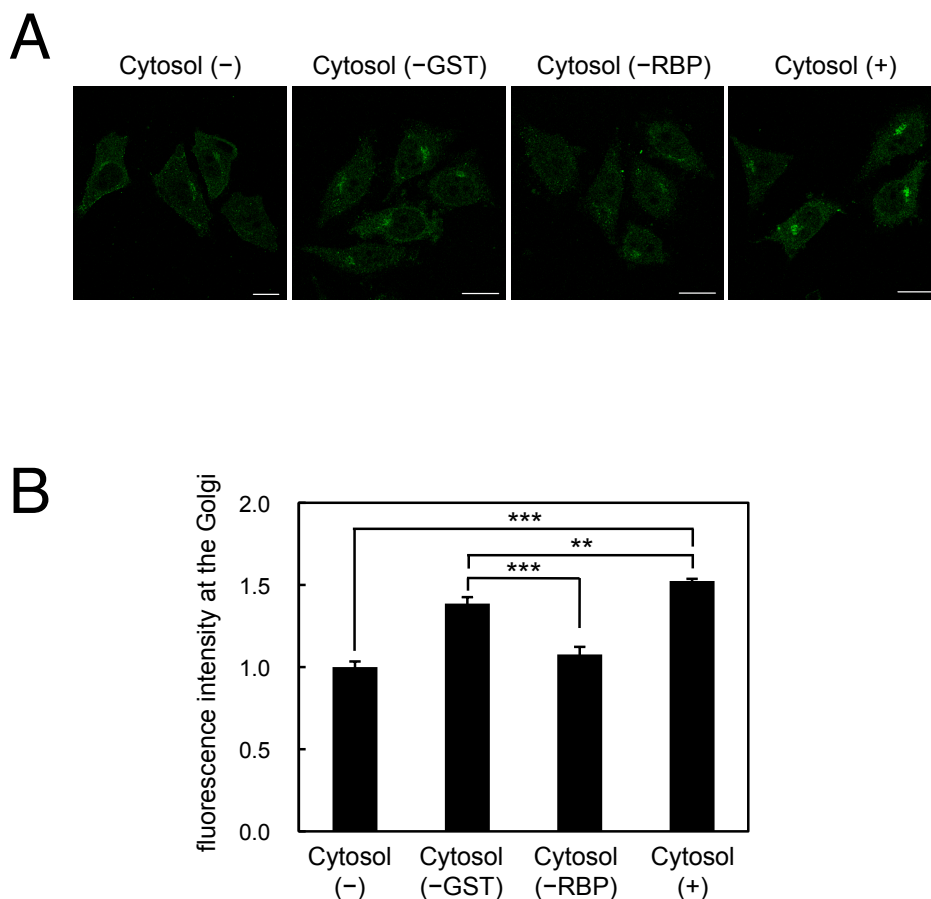 A
Cytosol (−)
Cytosol (−GST)
Cytosol (−RBP)
Cytosol (+)
B
fluorescence intensity at the Golgi
2.0
1.5
1.0
0.5
0.0
***
**
***
Cytosol
(−)
Cytosol
(−GST)
Cytosol
(−RBP)
Cytosol
(+)